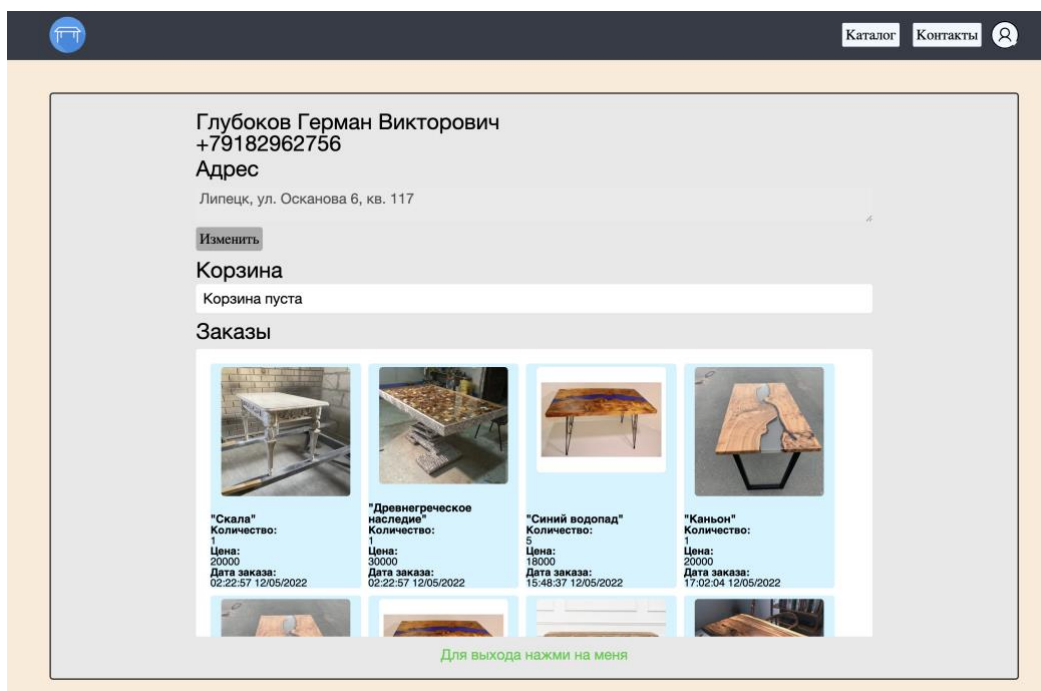 Каталог Контакты
Глубоков Герман Викторович
+79182962756
Адрес
Липецк, ул. Осканова 6, кв. 117
Изменить
Корзина
Корзина пуста
Заказы
"Скала"
Количество:
1
Цена:
20000
Дата заказа:
02:22:57 12/05/2022
"Древнегреческое
наследие"
Количество:
1
Цена:
30000
Дата заказа:
02:22:57 12/05/2022
"Синий водопад"
Количество:
5
Цена:
18000
Дата заказа:
15:48:37 12/05/2022
"Каньон"
Количество:
1
Цена:
20000
Дата заказа:
17:02:04 12/05/2022
Для выхода нажми на меня